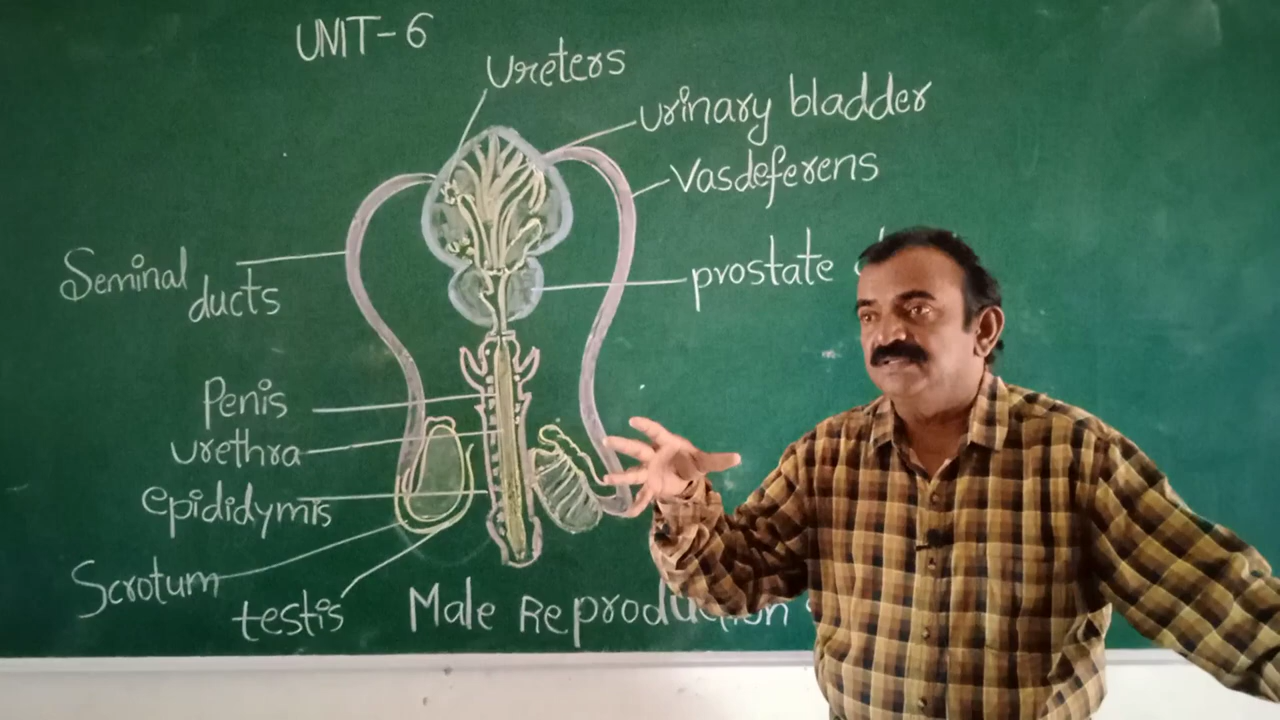 UNIT-6
Ureters
urinary bladder
Vasdeferens
Seminal
ducts
prostate
Penis
urethra
epididymis
Scrotum
testis
Male Reproduction